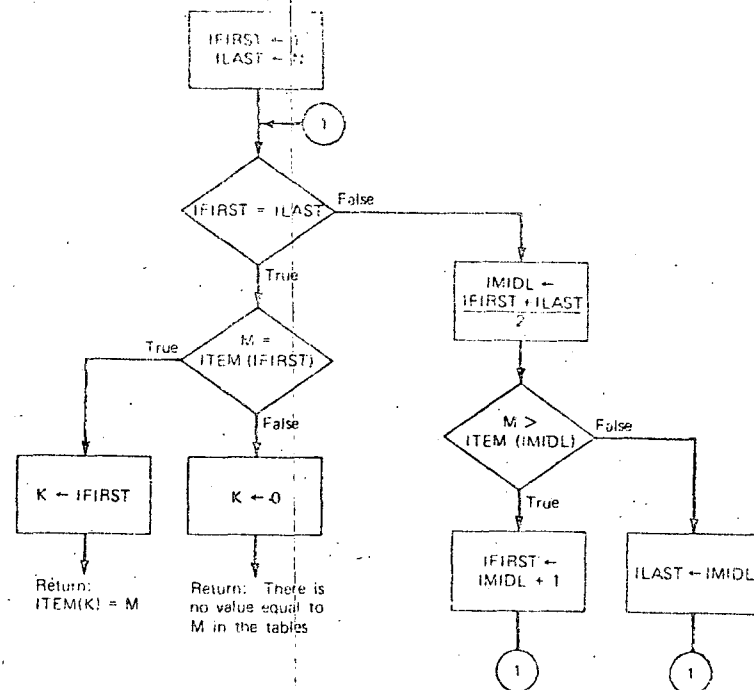 IFIRST ← 1
ILAST ← N
1
IFIRST = ILAST
False
True
IMIDL ←
IFIRST + ILAST
2
M =
ITEM (IFIRST)
True
False
M >
ITEM (IMIDL)
False
True
K ← IFIRST
K ← 0
IFIRST ←
IMIDL + 1
ILAST ← IMIDL
Return:
ITEM(K) = M
Return: There is
no value equal to
M in the tables
1
1